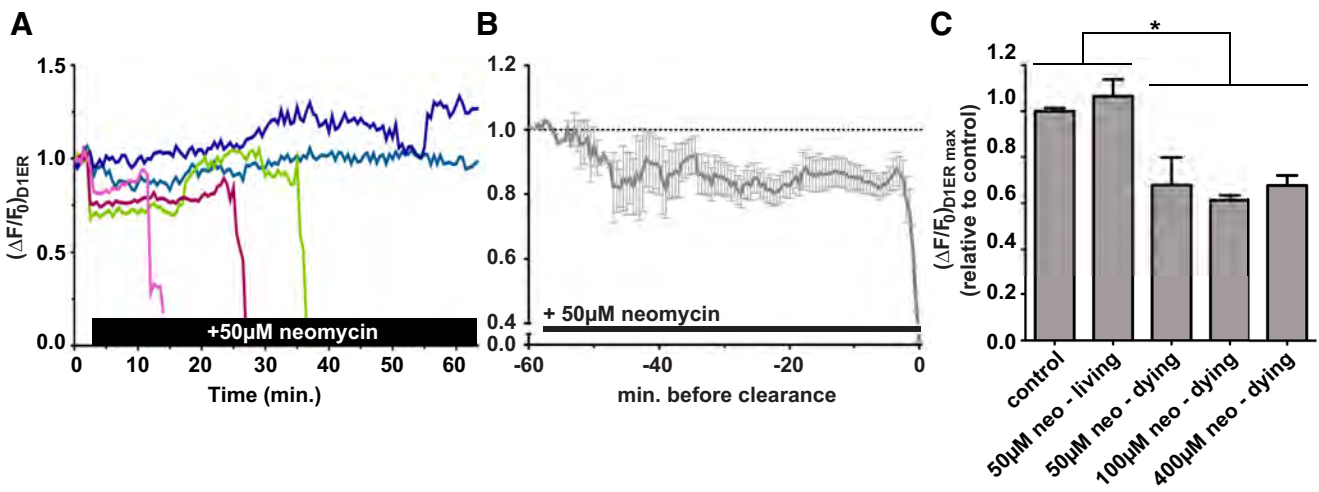 A
(ΔF/F0)D1ER
1.5
1.0
0.5
0.0
+50µM neomycin
0 10 20 30 40 50 60
Time (min.)
B
1.2
1.0
0.8
0.6
0.4
0.0
+ 50µM neomycin
-60 -40 -20 0
min. before clearance
C
(ΔF/F0)D1ER max
(relative to control)
1.2
1.0
0.8
0.6
0.4
0.2
0.0
*
control
50µM neo - living
50µM neo - dying
100µM neo - dying
400µM neo - dying